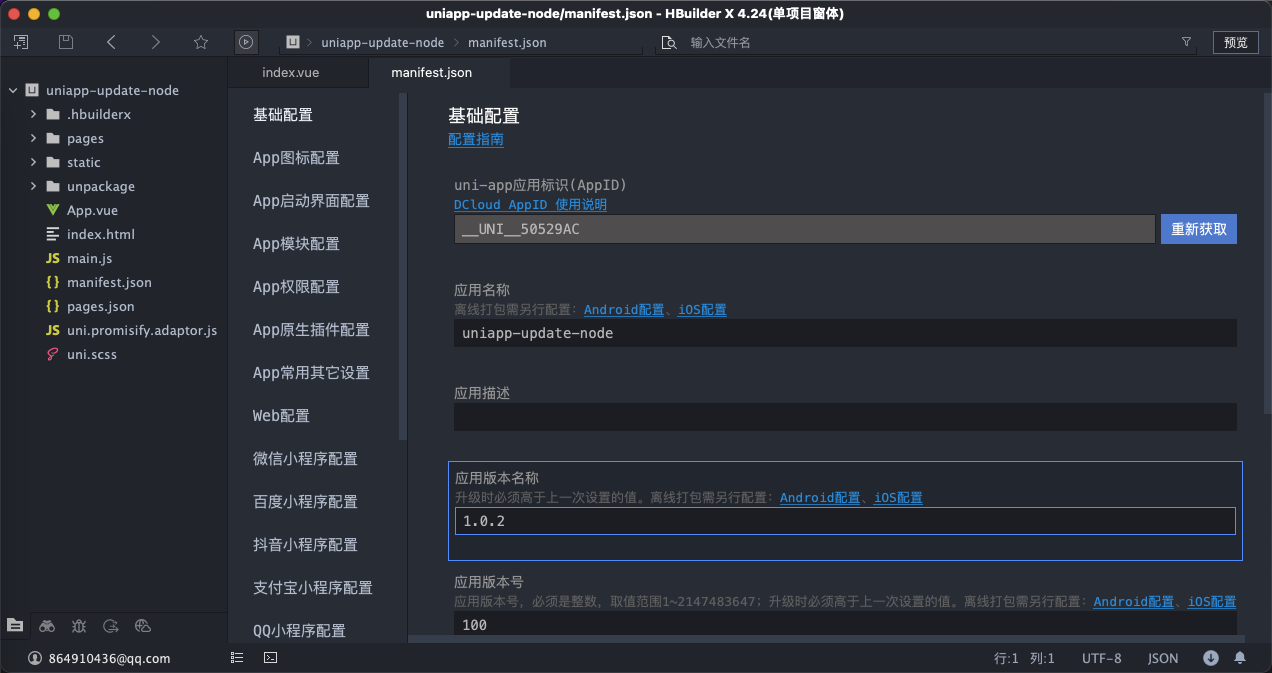 uniapp-update-node/manifest.json - HBuilder X 4.24(单项目窗体)
U
uniapp-update-node
manifest.json
输入文件名
预览
index.vue
manifest.json
U uniapp-update-node
.hbuilderx
pages
static
unpackage
App.vue
index.html
JS main.js
{} manifest.json
{} pages.json
JS uni.promisify.adaptor.js
uni.scss
基础配置
App图标配置
App启动界面配置
App模块配置
App权限配置
App原生插件配置
App常用其它设置
Web配置
微信小程序配置
百度小程序配置
抖音小程序配置
支付宝小程序配置
QQ小程序配置
基础配置
配置指南
uni-app应用标识(AppID)
DCloud AppID 使用说明
__UNI__50529AC
重新获取
应用名称
离线打包需另行配置：Android配置、iOS配置
uniapp-update-node
应用描述
应用版本名称
升级时必须高于上一次设置的值。离线打包需另行配置：Android配置、iOS配置
1.0.2
应用版本号
应用版本号，必须是整数，取值范围1~2147483647；升级时必须高于上一次设置的值。离线打包需另行配置：Android配置、iOS配置
100
864910436@qq.com
行:1 列:1
UTF-8
JSON